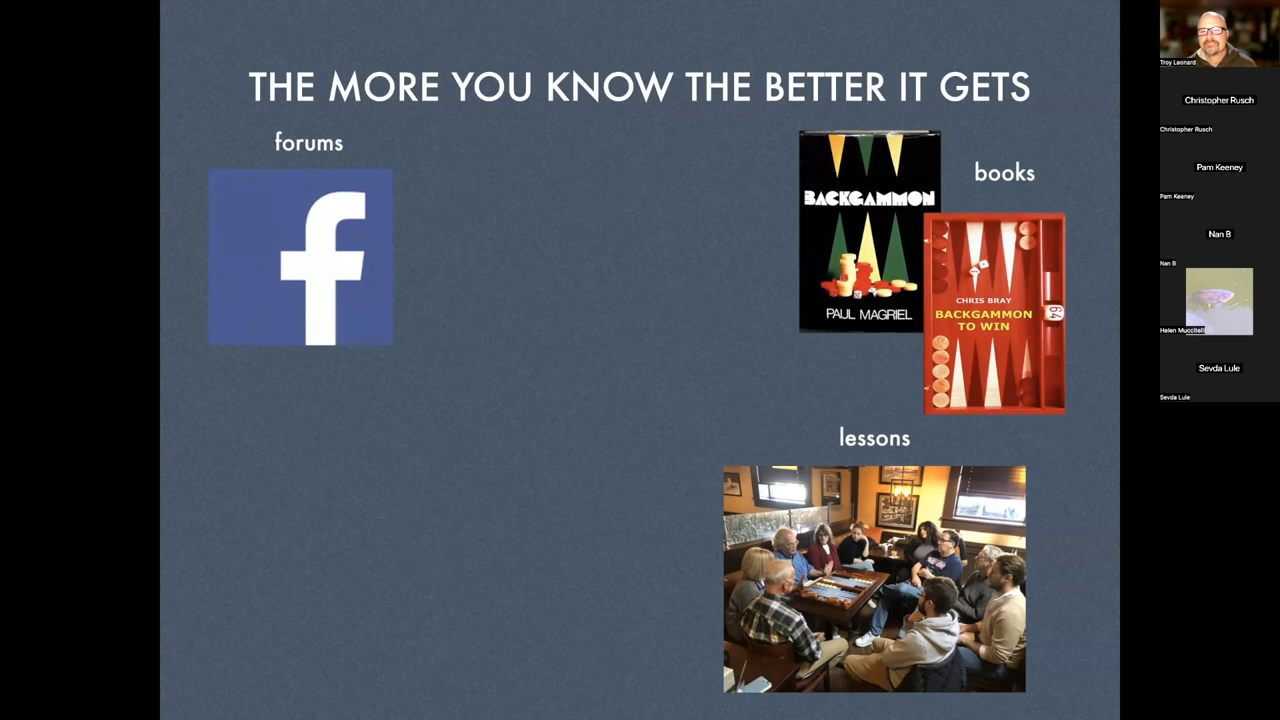 THE MORE YOU KNOW THE BETTER IT GETS
forums
f
books
BACKGAMMON
PAUL MAGRIEL
CHRIS BRAY
BACKGAMMON
TO WIN
64
lessons
Troy Leonard
Christopher Rusch
Christopher Rusch
Pam Keeney
Pam Keeney
Nan B
Nan B
Helen Muccitelli
Sevda Lule
Sevda Lule